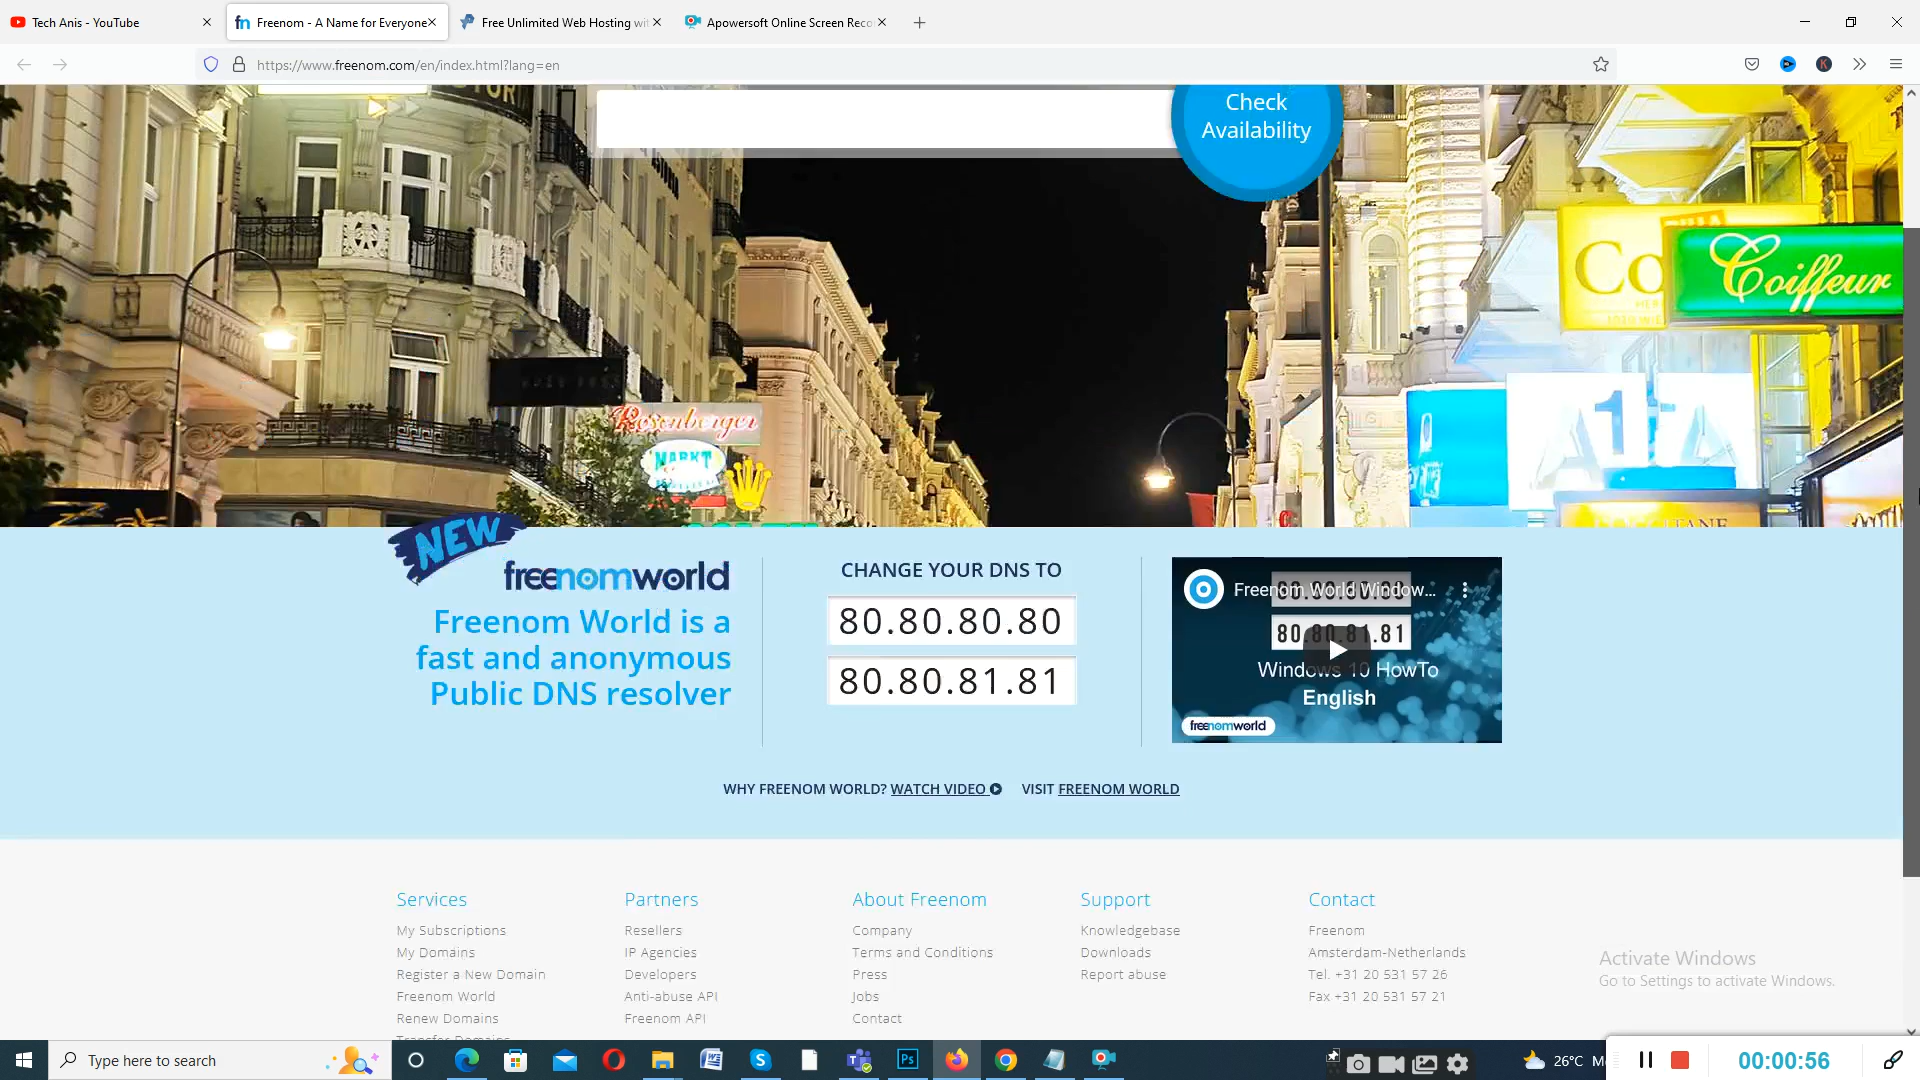 Tech Anis - YouTube
Freenom - A Name for Everyone
Free Unlimited Web Hosting wit
Apowersoft Online Screen Reco
https://www.freenom.com/en/index.html?lang=en
Check
Availability
Co
Coiffeur
Rosenberger
MARKT
A1
NEW
freenomworld
Freenom World is a
fast and anonymous
Public DNS resolver
CHANGE YOUR DNS TO
80.80.80.80
80.80.81.81
Freenom World Window...
80.80.81.81
Windows 10 HowTo
English
freenomworld
WHY FREENOM WORLD? WATCH VIDEO
VISIT FREENOM WORLD
Services
My Subscriptions
My Domains
Register a New Domain
Freenom World
Renew Domains
Transfer Domains
Partners
Resellers
IP Agencies
Developers
Anti-abuse API
Freenom API
About Freenom
Company
Terms and Conditions
Press
Jobs
Contact
Support
Knowledgebase
Downloads
Report abuse
Contact
Freenom
Amsterdam-Netherlands
Tel. +31 20 531 57 26
Fax +31 20 531 57 21
Activate Windows
Go to Settings to activate Windows.
Type here to search
26°C
00:00:56